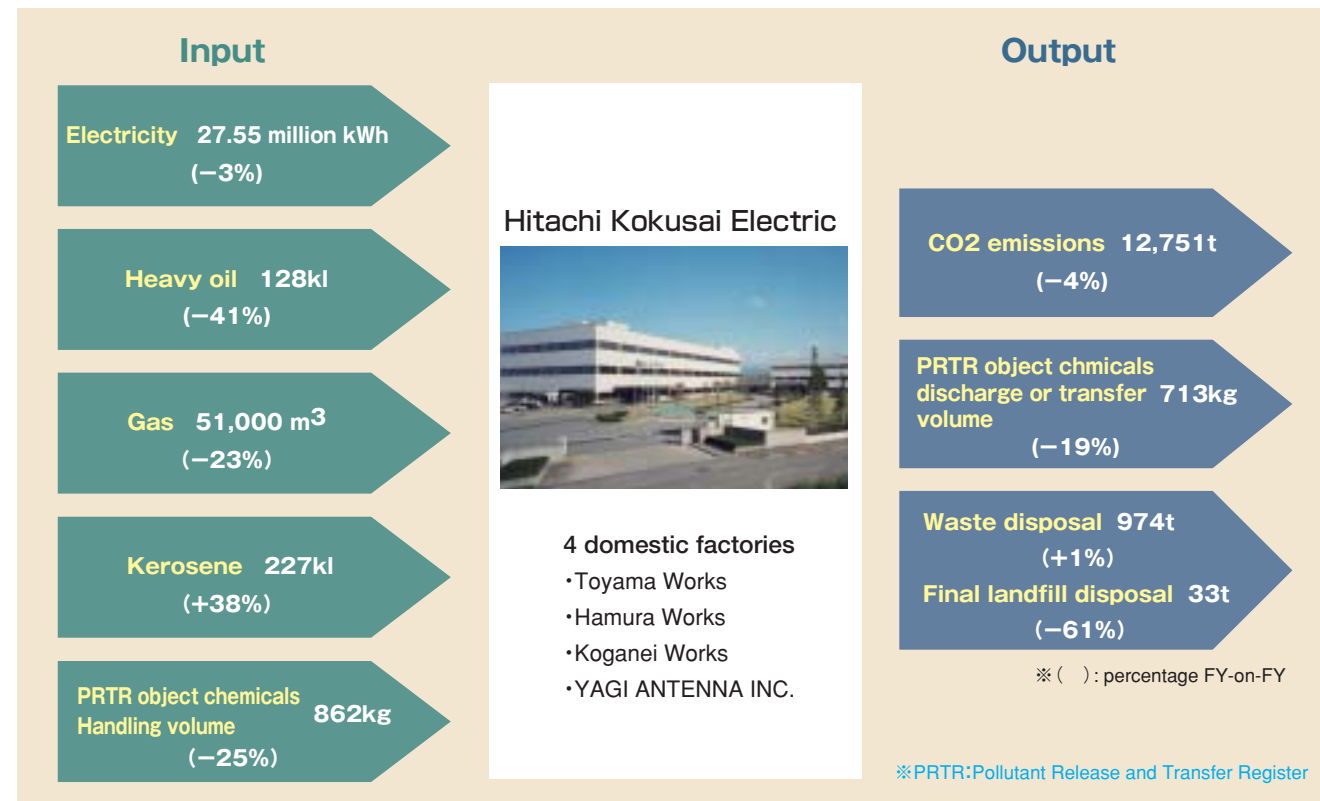 Input
Electricity 27.55 million kWh
(−3%)
Heavy oil 128kl
(−41%)
Gas 51,000 m³
(−23%)
Kerosene 227kl
(+38%)
PRTR object chemicals
Handling volume 862kg
(−25%)
Hitachi Kokusai Electric
4 domestic factories
・Toyama Works
・Hamura Works
・Koganei Works
・YAGI ANTENNA INC.
Output
CO2 emissions 12,751t
(−4%)
PRTR object chmicals
discharge or transfer 713kg
volume
(−19%)
Waste disposal 974t
(+1%)
Final landfill disposal 33t
(−61%)
※( ): percentage FY-on-FY
※PRTR:Pollutant Release and Transfer Register